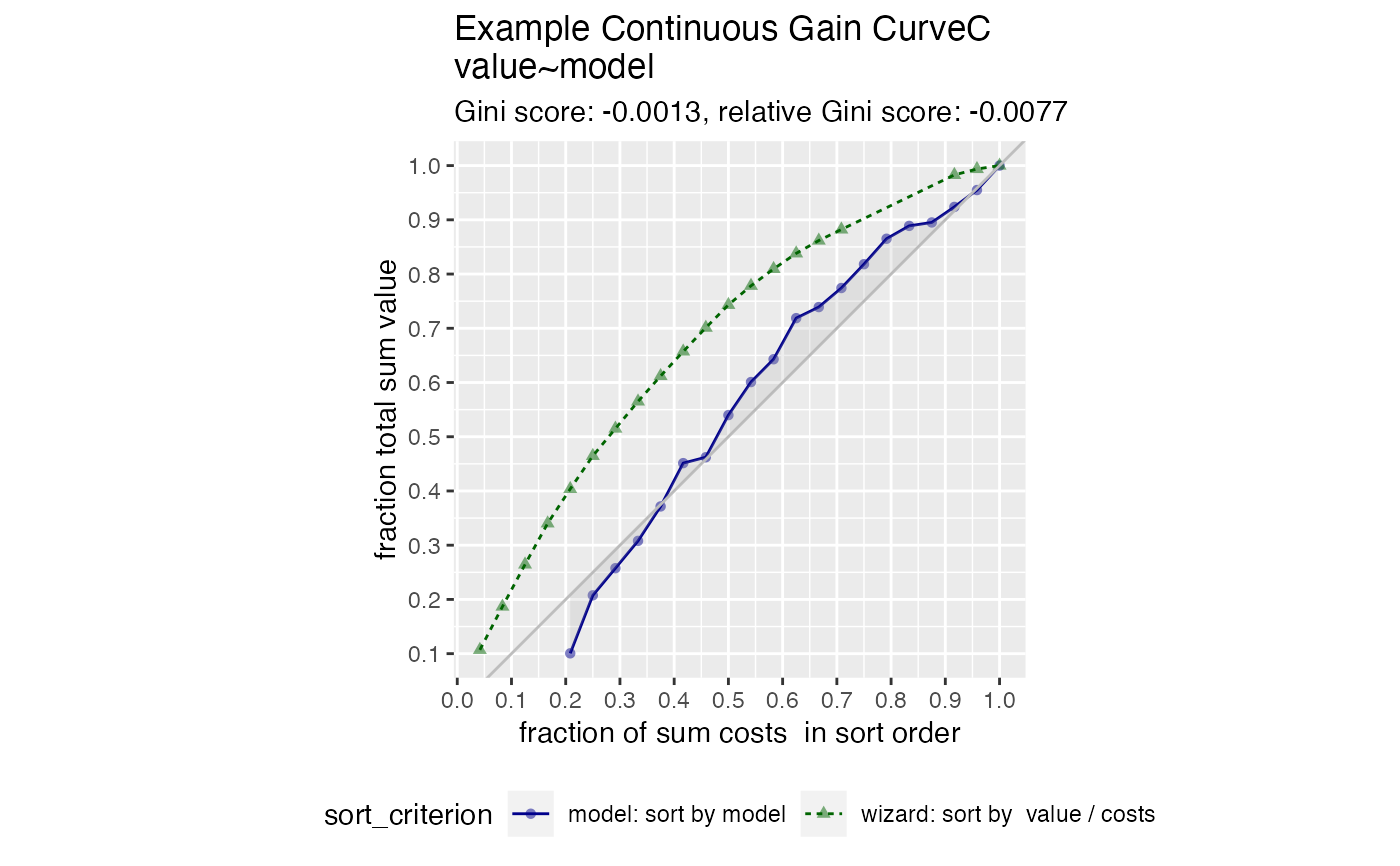 Example Continuous Gain CurveC
value~model
Gini score: -0.0013, relative Gini score: -0.0077
fraction total sum value
1.0
0.9
0.8
0.7
0.6
0.5
0.4
0.3
0.2
0.1
0.0 0.1 0.2 0.3 0.4 0.5 0.6 0.7 0.8 0.9 1.0
fraction of sum costs  in sort order
sort_criterion model: sort by model wizard: sort by  value / costs